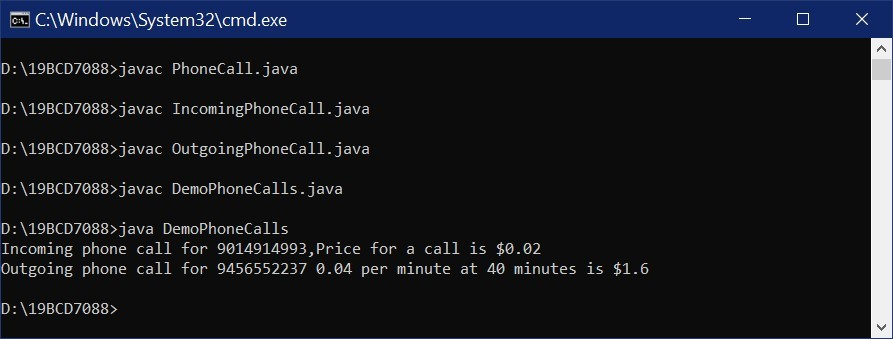 C:\Windows\System32\cmd.exe
D:\19BCD7088>javac PhoneCall.java
D:\19BCD7088>javac IncomingPhoneCall.java
D:\19BCD7088>javac OutgoingPhoneCall.java
D:\19BCD7088>javac DemoPhoneCalls.java
D:\19BCD7088>java DemoPhoneCalls
Incoming phone call for 9014914993,Price for a call is $0.02
Outgoing phone call for 9456552237 0.04 per minute at 40 minutes is $1.6
D:\19BCD7088>